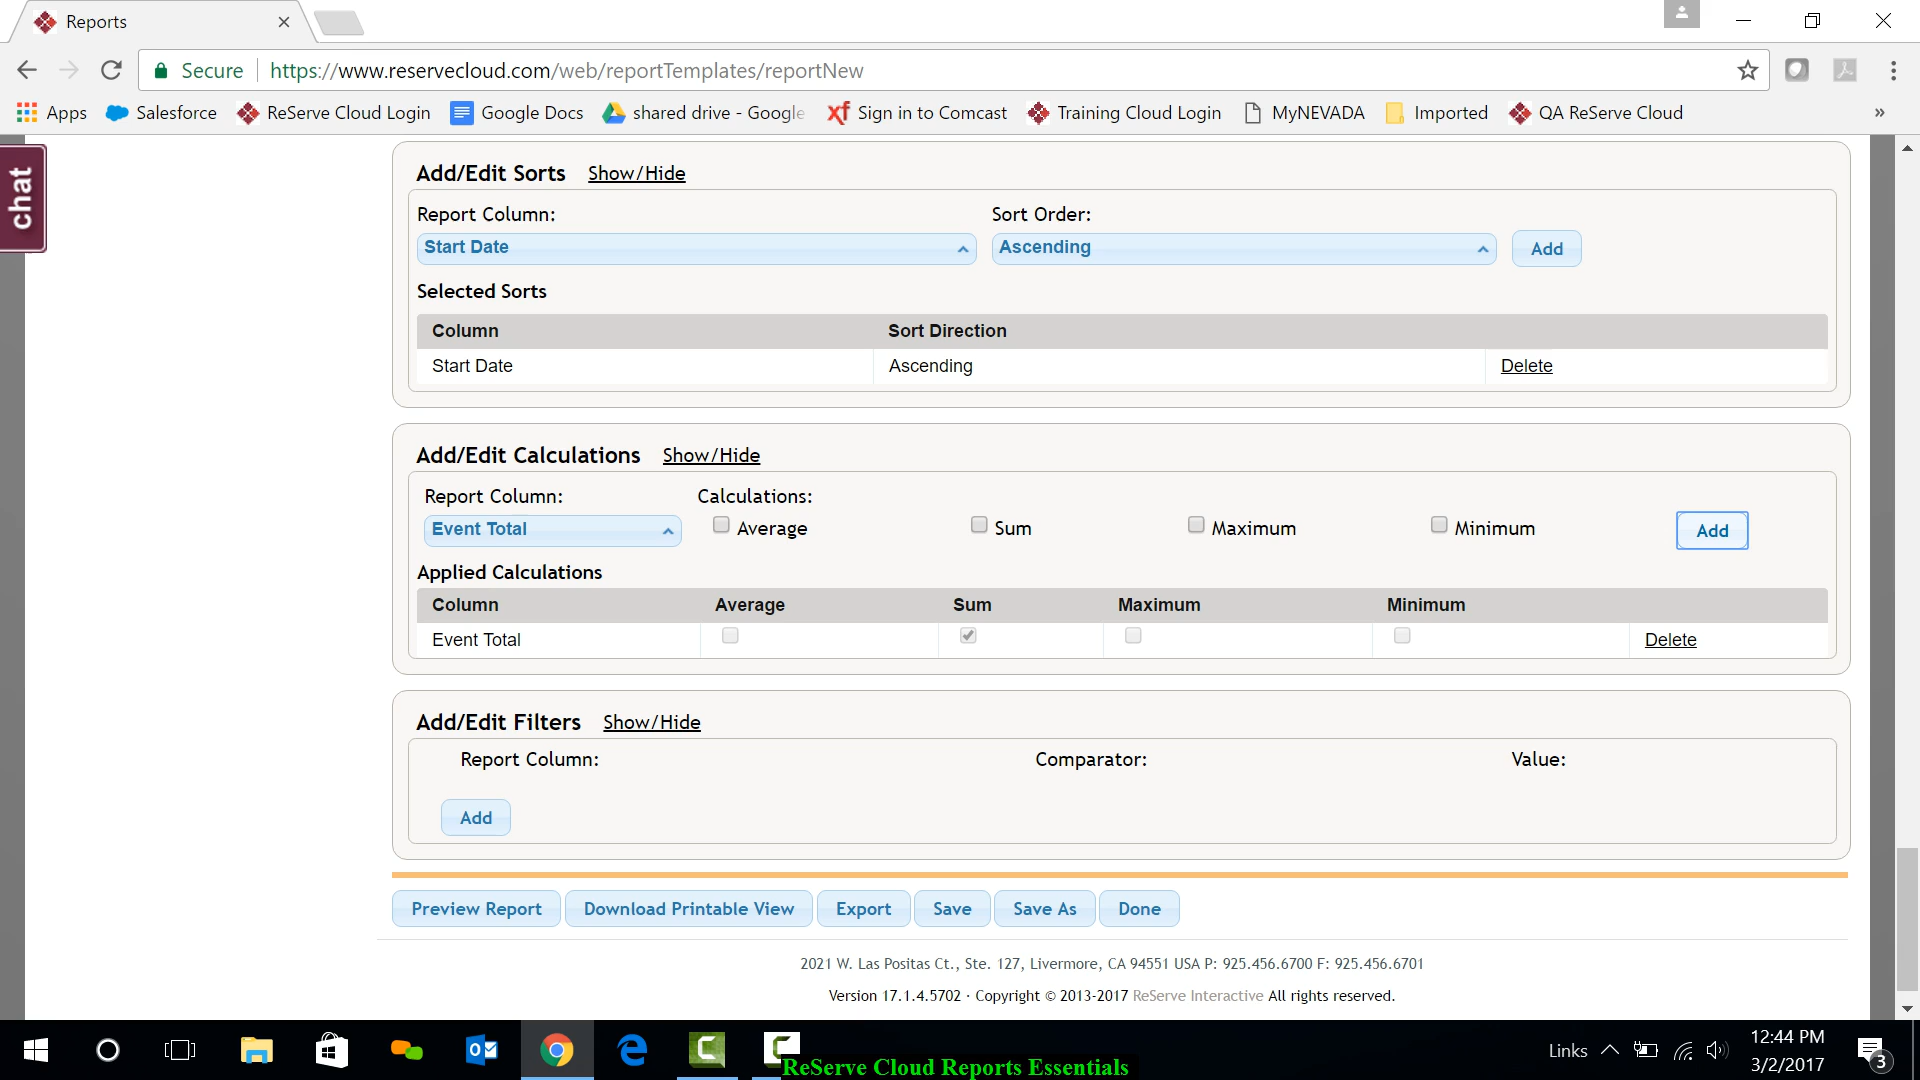 Reports
Secure https://www.reservecloud.com/web/reportTemplates/reportNew
Apps Salesforce ReServe Cloud Login Google Docs shared drive - Google Sign in to Comcast Training Cloud Login MyNEVADA Imported QA ReServe Cloud »
chat
Add/Edit Sorts Show/Hide
Report Column: Sort Order:
Start Date Ascending Add
Selected Sorts
Column Sort Direction
Start Date Ascending Delete
Add/Edit Calculations Show/Hide
Report Column: Calculations:
Event Total Average Sum Maximum Minimum Add
Applied Calculations
Column Average Sum Maximum Minimum
Event Total Delete
Add/Edit Filters Show/Hide
Report Column: Comparator: Value:
Add
Preview Report Download Printable View Export Save Save As Done
2021 W. Las Positas Ct., Ste. 127, Livermore, CA 94551 USA P: 925.456.6700 F: 925.456.6701
Version 17.1.4.5702 · Copyright © 2013-2017 ReServe Interactive All rights reserved.
Links 12:44 PM
3/2/2017 3
ReServe Cloud Reports Essentials